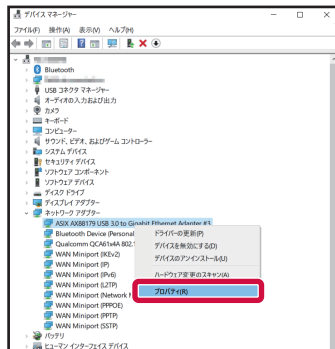 デバイス マネージャー
ファイル(F) 操作(A) 表示(V) ヘルプ(H)
Bluetooth
USB コネクタ マネージャー
オーディオの入力および出力
カメラ
キーボード
コンピューター
サウンド、ビデオ、およびゲーム コントローラー
システム デバイス
セキュリティ デバイス
ソフトウェア コンポーネント
ソフトウェア デバイス
ディスク ドライブ
ディスプレイ アダプター
ネットワーク アダプター
ASIX AX88179 USB 3.0 to Gigabit Ethernet Adapter #3
Bluetooth Device (Personal
Qualcomm QCA61x4A 802.1
WAN Miniport (IKEv2)
WAN Miniport (IP)
WAN Miniport (IPv6)
WAN Miniport (L2TP)
WAN Miniport (Network
WAN Miniport (PPPOE)
WAN Miniport (PPTP)
WAN Miniport (SSTP)
バッテリ
ヒューマン インターフェイス デバイス
ドライバーの更新(P)
デバイスを無効にする(D)
デバイスのアンインストール(U)
ハードウェア変更のスキャン(A)
プロパティ(R)